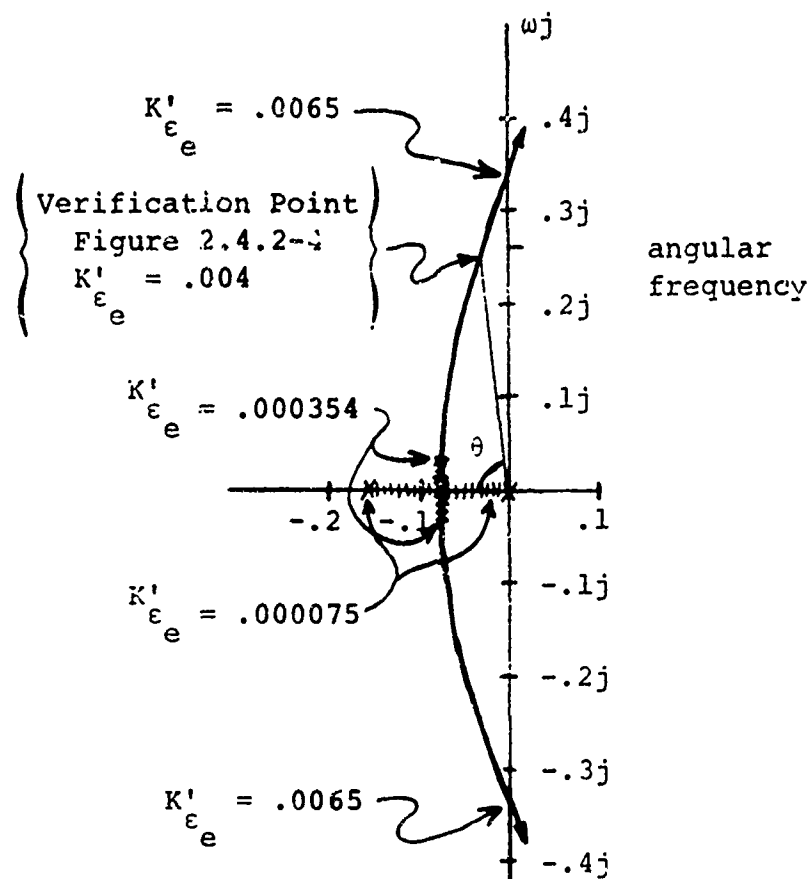 ωj
K'εe = .0065
.4j
Verification Point
Figure 2.4.2-
K'εe = .004
.3j
angular
frequency
.2j
.1j
K'εe = .000354
θ
-.2
-.1
.1
K'εe = .000075
-.1j
-.2j
-.3j
K'εe = .0065
-.4j